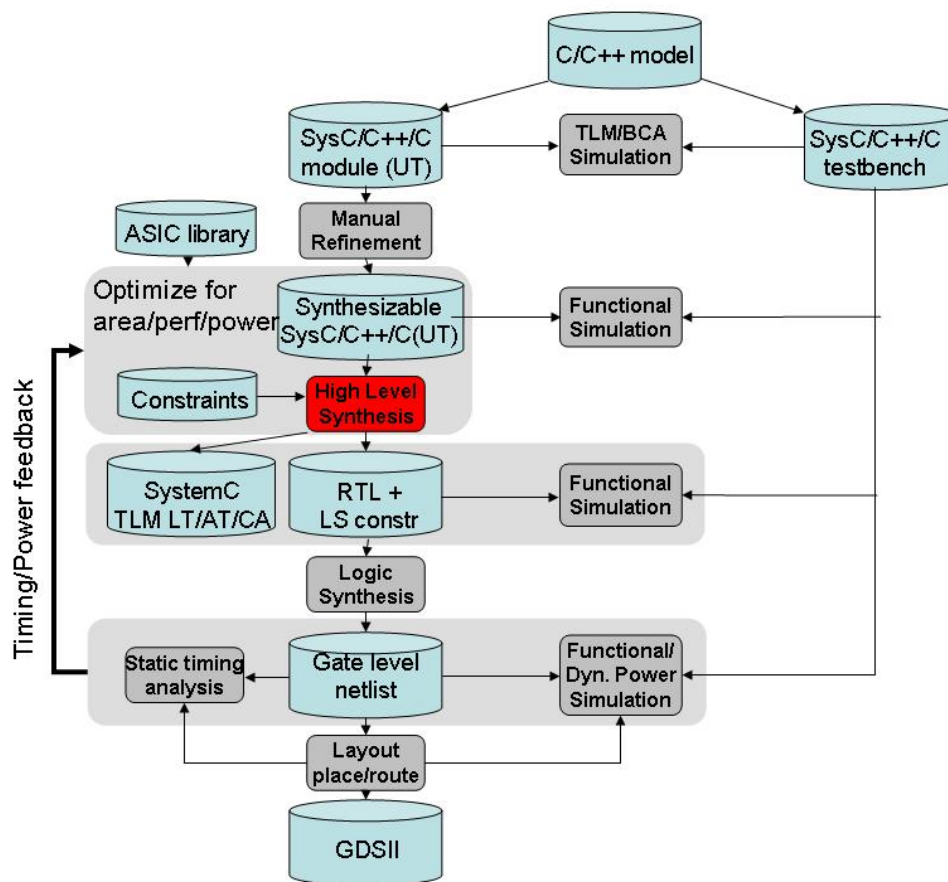 C/C++ model
SysC/C++/C
module (UT)
TLM/BCA
Simulation
SysC/C++/C
testbench
ASIC library
Manual
Refinement
Optimize for
area/perf/power
Synthesizable
SysC/C++/C(UT)
Functional
Simulation
Constraints
High Level
Synthesis
Timing/Power feedback
SystemC
TLM LT/AT/CA
RTL +
LS constr
Functional
Simulation
Logic
Synthesis
Static timing
analysis
Gate level
netlist
Functional/
Dyn. Power
Simulation
Layout
place/route
GDSII